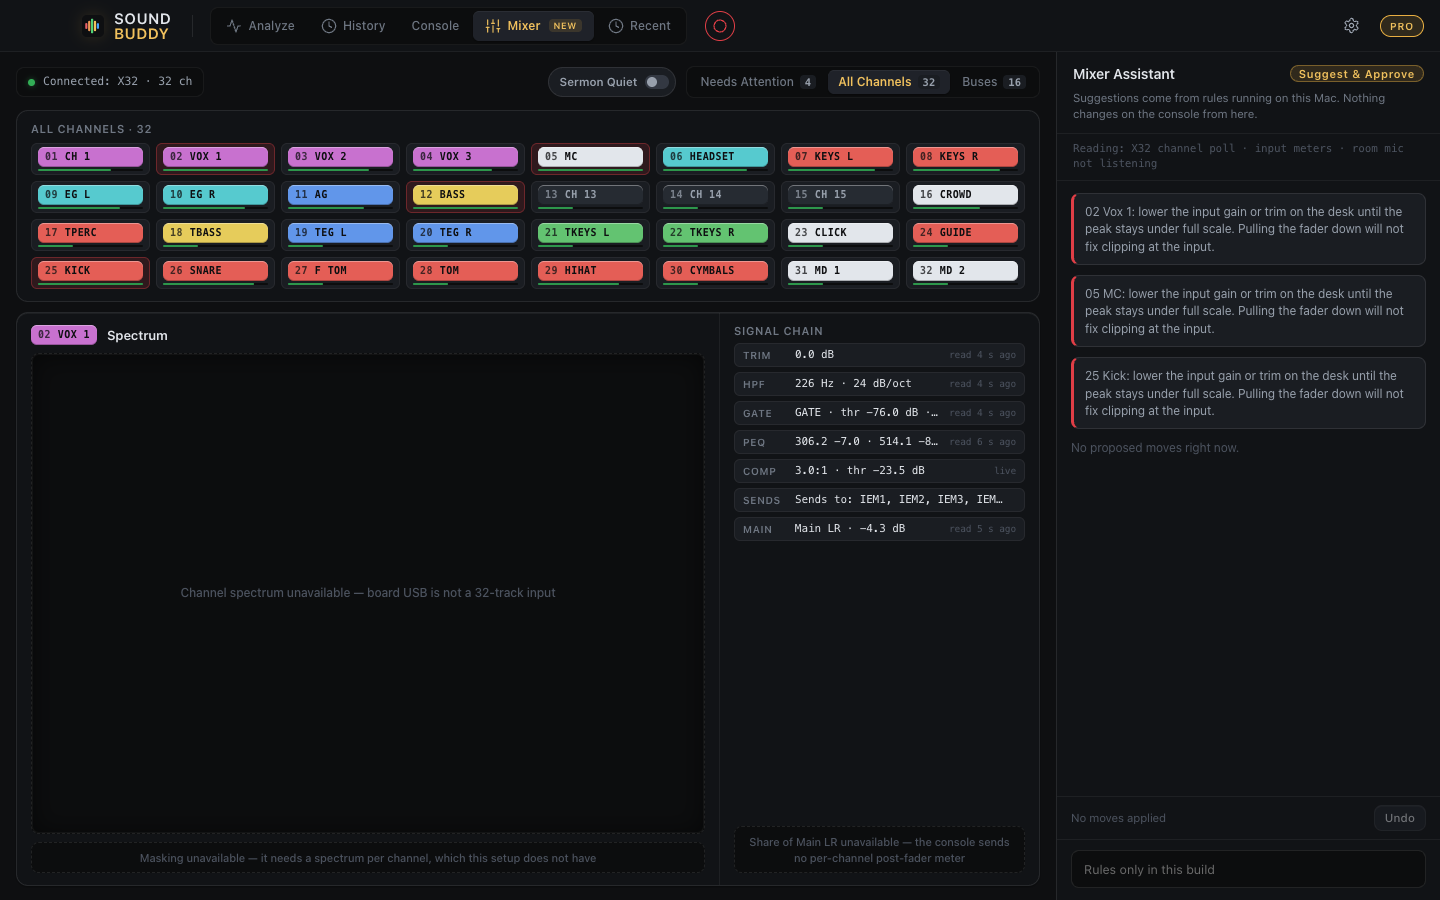 SOUND
BUDDY
Analyze
History
Console
Mixer NEW
Recent
PRO
Connected: X32 · 32 ch
Sermon Quiet
Needs Attention 4
All Channels 32
Buses 16
ALL CHANNELS · 32
01 CH 1
02 VOX 1
03 VOX 2
04 VOX 3
05 MC
06 HEADSET
07 KEYS L
08 KEYS R
09 EG L
10 EG R
11 AG
12 BASS
13 CH 13
14 CH 14
15 CH 15
16 CROWD
17 TPERC
18 TBASS
19 TEG L
20 TEG R
21 TKEYS L
22 TKEYS R
23 CLICK
24 GUIDE
25 KICK
26 SNARE
27 F TOM
28 TOM
29 HIHAT
30 CYMBALS
31 MD 1
32 MD 2
02 VOX 1 Spectrum
Channel spectrum unavailable — board USB is not a 32-track input
Masking unavailable — it needs a spectrum per channel, which this setup does not have
SIGNAL CHAIN
TRIM 0.0 dB read 4 s ago
HPF 226 Hz · 24 dB/oct read 4 s ago
GATE GATE · thr −76.0 dB ·… read 4 s ago
PEQ 306.2 −7.0 · 514.1 −8… read 6 s ago
COMP 3.0:1 · thr −23.5 dB live
SENDS Sends to: IEM1, IEM2, IEM3, IEM…
MAIN Main LR · −4.3 dB read 5 s ago
Share of Main LR unavailable — the console sends
no per-channel post-fader meter
Mixer Assistant
Suggest & Approve
Suggestions come from rules running on this Mac. Nothing
changes on the console from here.
Reading: X32 channel poll · input meters · room mic
not listening
02 Vox 1: lower the input gain or trim on the desk until the
peak stays under full scale. Pulling the fader down will not
fix clipping at the input.
05 MC: lower the input gain or trim on the desk until the
peak stays under full scale. Pulling the fader down will not
fix clipping at the input.
25 Kick: lower the input gain or trim on the desk until the
peak stays under full scale. Pulling the fader down will not
fix clipping at the input.
No proposed moves right now.
No moves applied
Undo
Rules only in this build